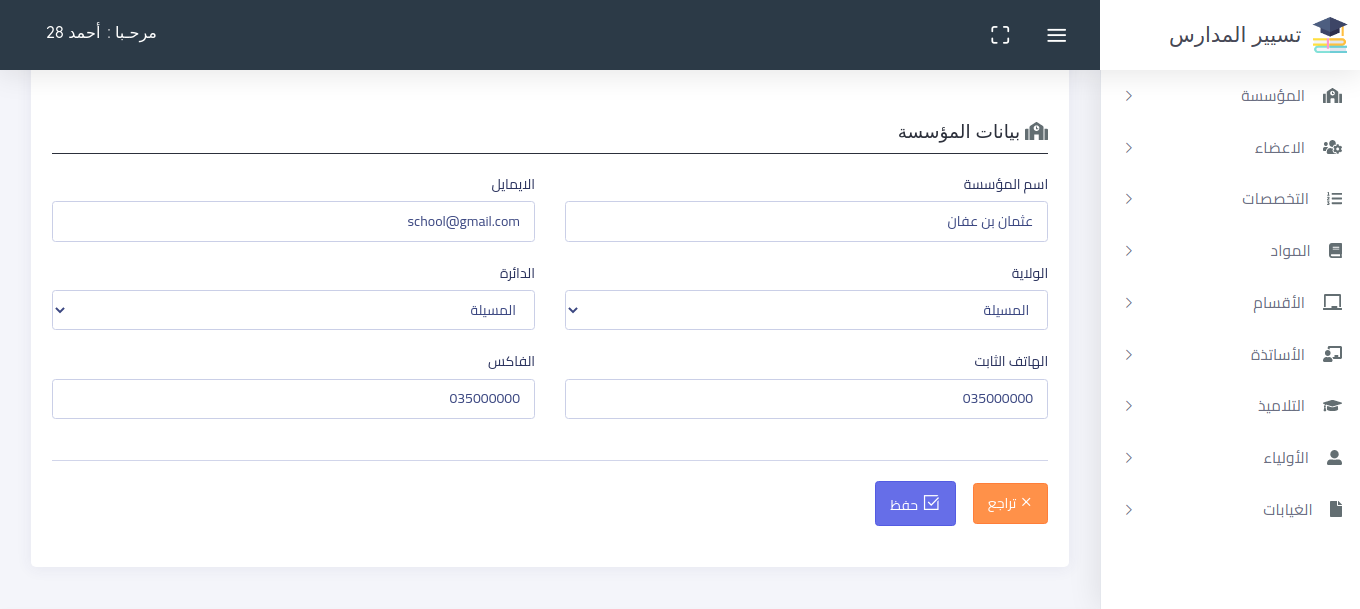 تسيير المدارس
مرحـبا : أحمد 28
المؤسسة
الاعضاء
التخصصات
المواد
الأقسام
الأساتذة
التلاميذ
الأولياء
الغيابات
بيانات المؤسسة
اسم المؤسسة
عثمان بن عفان
الايمايل
school@gmail.com
الولاية
المسيلة
الدائرة
المسيلة
الهاتف الثابت
035000000
الفاكس
035000000
تراجع
حفظ